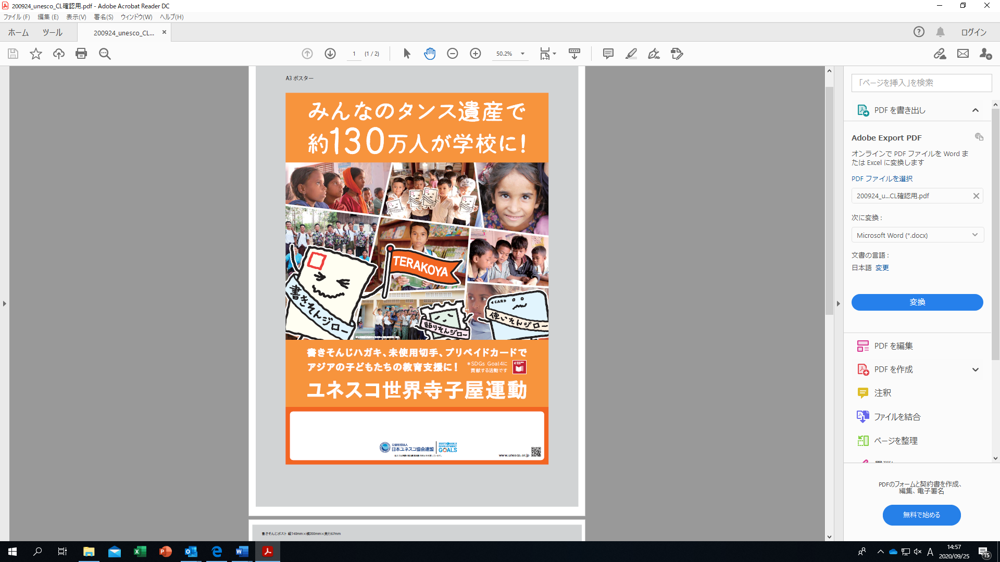 200924_unesco_CL確認用.pdf - Adobe Acrobat Reader DC
ファイル (F) 編集 (E) 表示(V) 署名(S) ウィンドウ(W) ヘルプ(H)
ホーム ツール 200924_unesco_CL... × ログイン
1 (1 / 2) 50.2%
A3 ポスター
みんなのタンス遺産で
約130万人が学校に!
TERAKOYA
書きそんジロー
貼りそんジロー
CARD
使いそんジロー
書きそんじハガキ、未使用切手、プリペイドカードで
アジアの子どもたちの教育支援に!
*SDGs Goal4に
貢献する活動です
ユネスコ世界寺子屋運動
公益社団法人
日本ユネスコ協会連盟
SUSTAINABLE
DEVELOPMENT
GOALS
www.unesco.or.jp
書きそんじポスト 縦140mm×横200mm×奥行67mm
「ページを挿入」を検索
PDF を書き出し
Adobe Export PDF
オンラインで PDF ファイルを Word ま
たは Excel に変換します
PDF ファイルを選択
200924_u...CL確認用.pdf
次に変換 :
Microsoft Word (*.docx)
文書の言語 :
日本語 変更
変換
PDF を編集
PDF を作成
注釈
ファイルを結合
ページを整理
PDFのフォームと契約書を作成、
編集、電子署名
無料で始める
A
14:57
2020/09/25
15